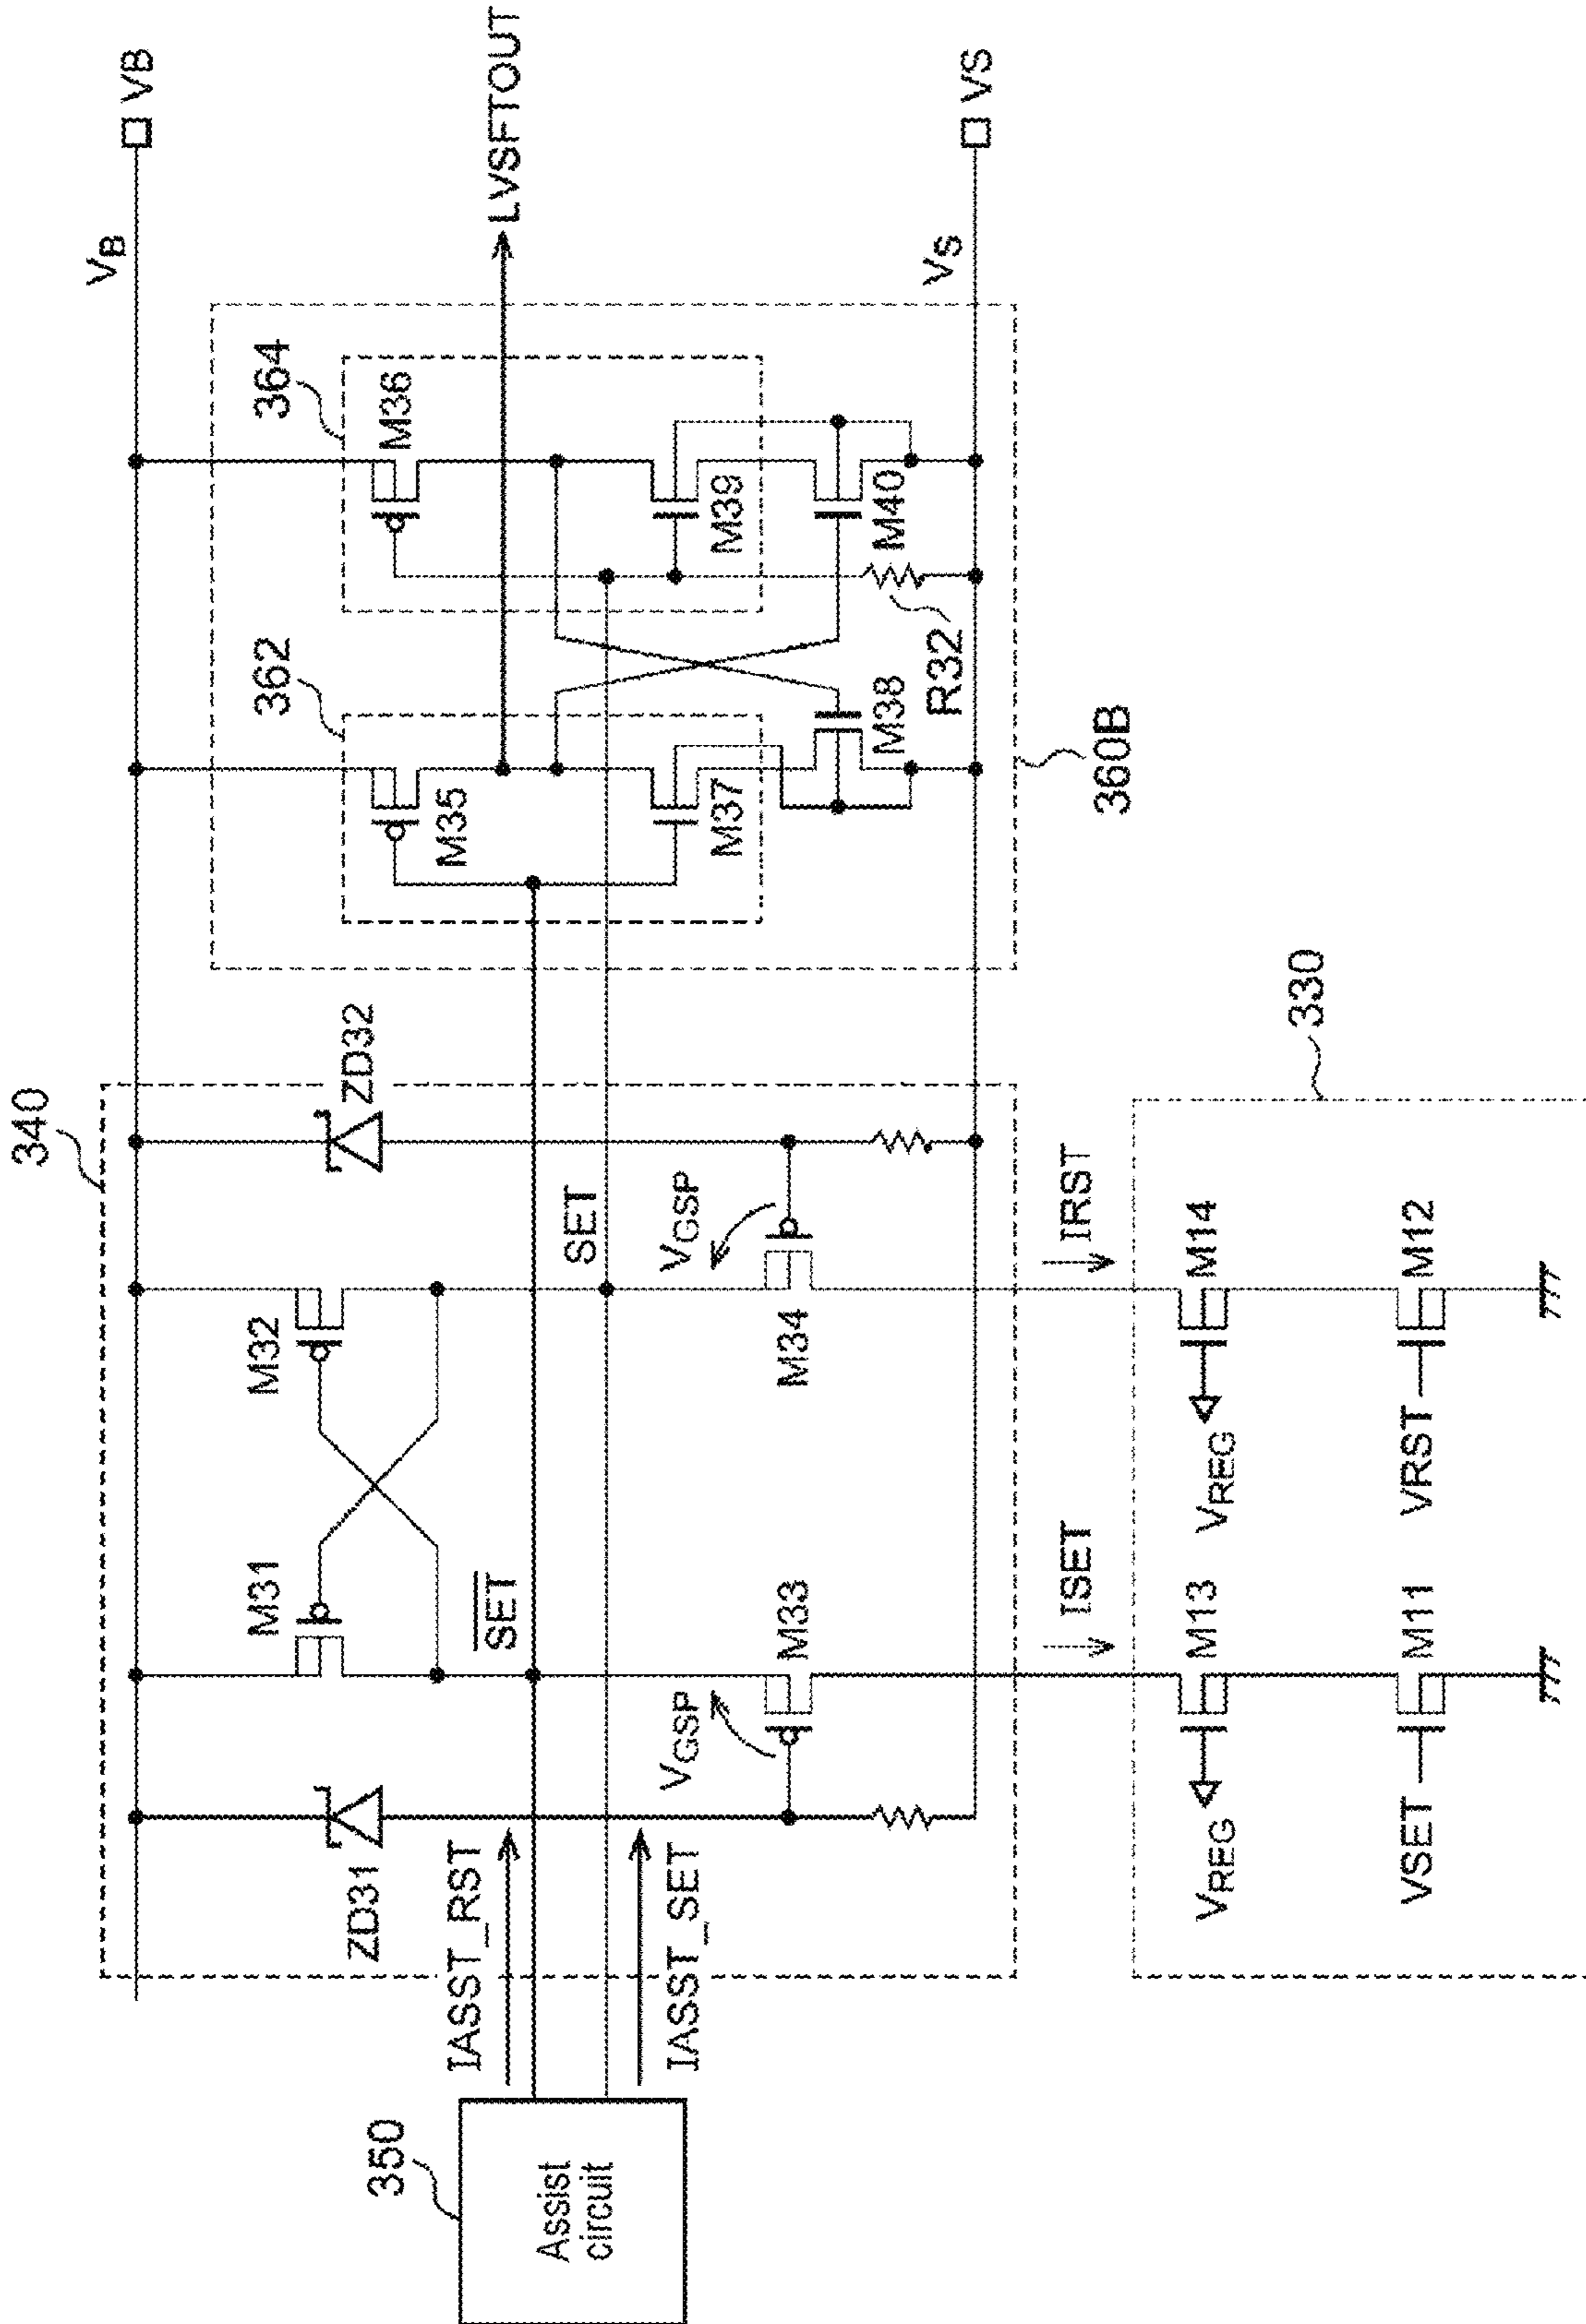 340
330
360B
362
364
350
Assist
circuit
IASST_RST
IASST_SET
ZD31
ZD32
M31
M32
S̅E̅T̅
SET
VGSP
VGSP
M33
M34
ISET
IRST
VREG
M13
VREG
M14
VSET
M11
VRST
M12
M35
M36
M37
M38
M39
M40
R32
VB
VB
LVSFTOUT
VS
VS